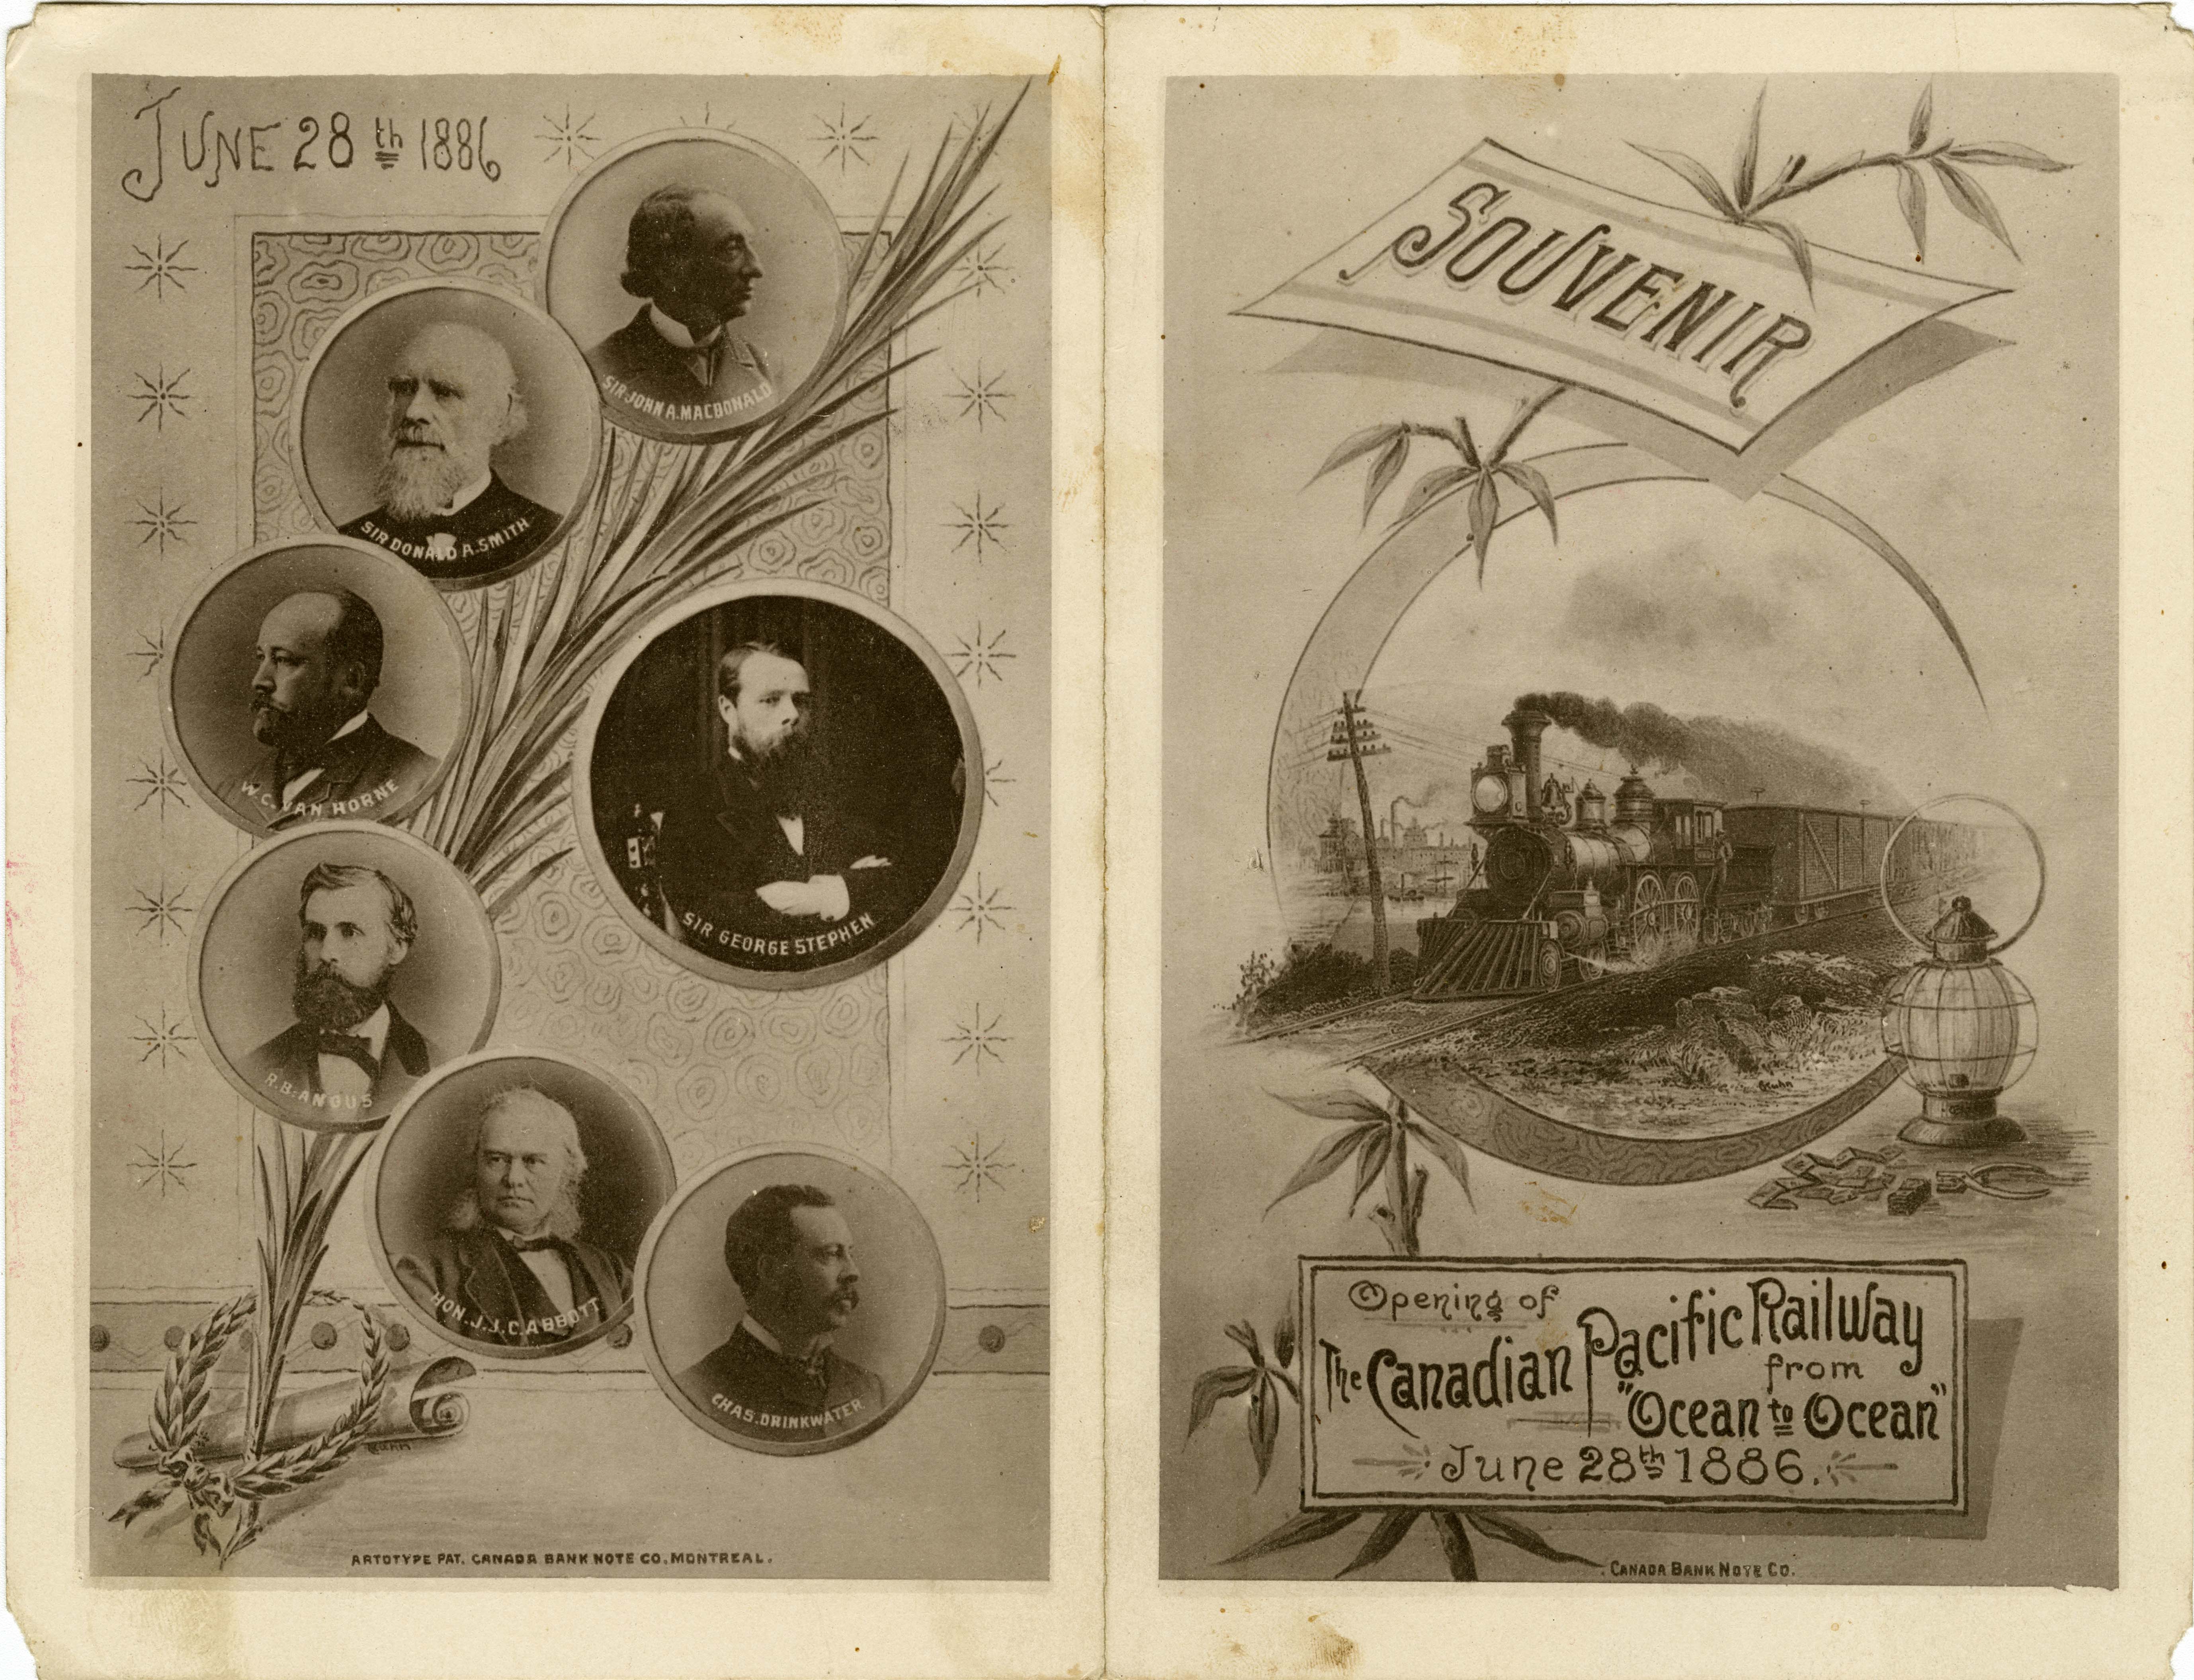 JUNE 28th 1886
SIR JOHN A. MACDONALD
SIR DONALD A. SMITH
W. C. VAN HORNE
SIR GEORGE STEPHEN
R. B. ANGUS
HON. J. J. C. ABBOTT
CHAS. DRINKWATER
ARTOTYPE PAT. CANADA BANK NOTE CO. MONTREAL.
SOUVENIR
Opening of
The Canadian Pacific Railway
from
"Ocean to Ocean"
June 28th 1886.
CANADA BANK NOTE CO.